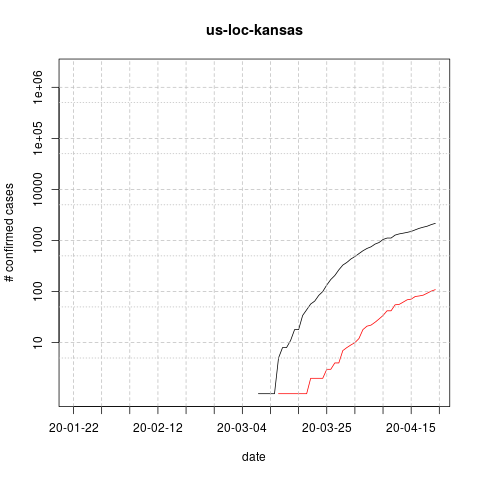 us-loc-kansas
# confirmed cases
1e+06
1e+05
10000
1000
100
10
20-01-22
20-02-12
20-03-04
20-03-25
20-04-15
date